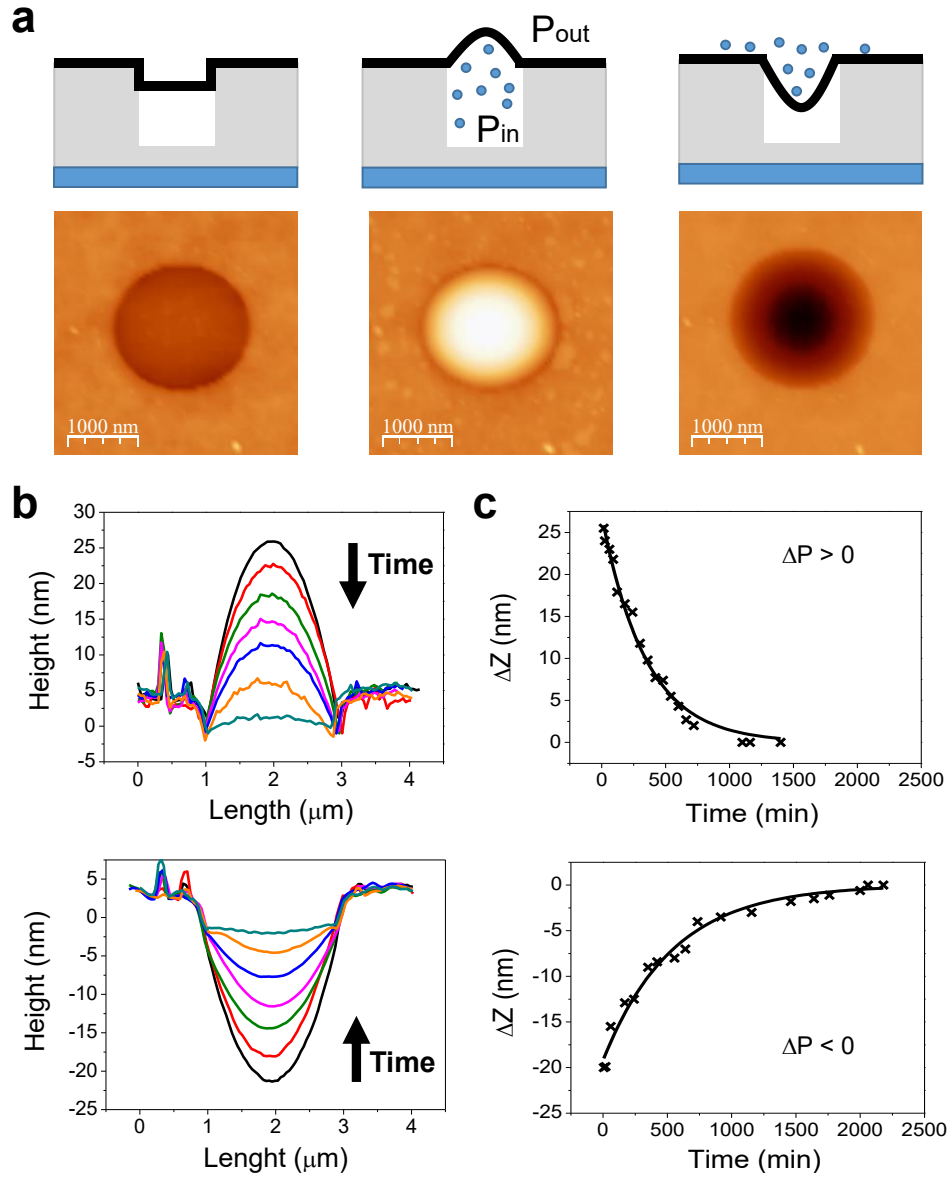 a
Pout
Pin
1000 nm
1000 nm
1000 nm
b
30
25
20
15
10
5
0
-5
Height (nm)
0
1
2
3
4
Length (μm)
Time
c
25
20
15
10
5
0
ΔZ (nm)
ΔP > 0
0
500
1000
1500
2000
2500
Time (min)
5
0
-5
-10
-15
-20
-25
Height (nm)
0
1
2
3
4
Lenght (μm)
Time
0
-5
-10
-15
-20
-25
ΔZ (nm)
ΔP < 0
0
500
1000
1500
2000
2500
Time (min)